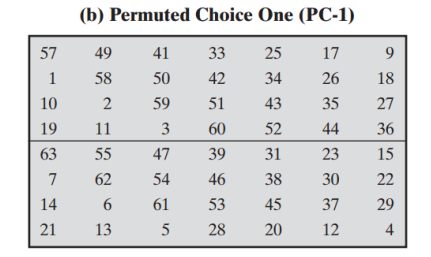 (b) Permuted Choice One (PC-1)
57 49 41 33 25 17 9
1 58 50 42 34 26 18
10 2 59 51 43 35 27
19 11 3 60 52 44 36
63 55 47 39 31 23 15
7 62 54 46 38 30 22
14 6 61 53 45 37 29
21 13 5 28 20 12 4